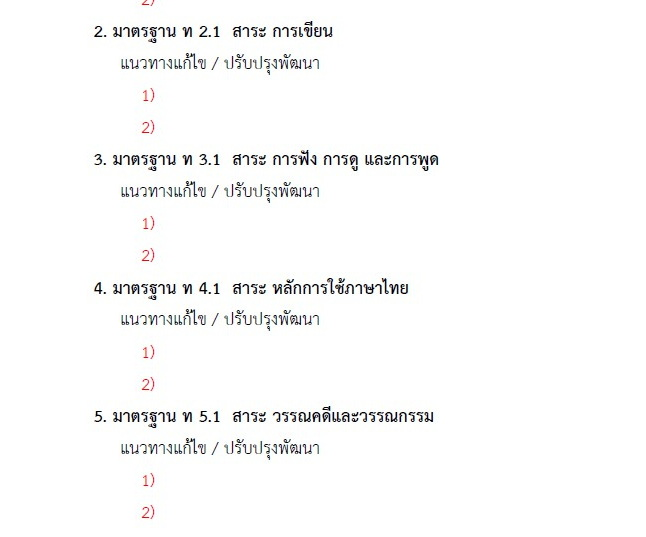 2)
2. มาตรฐาน ท 2.1 สาระ การเขียน
แนวทางแก้ไข / ปรับปรุงพัฒนา
1)
2)
3. มาตรฐาน ท 3.1 สาระ การฟัง การดู และการพูด
แนวทางแก้ไข / ปรับปรุงพัฒนา
1)
2)
4. มาตรฐาน ท 4.1 สาระ หลักการใช้ภาษาไทย
แนวทางแก้ไข / ปรับปรุงพัฒนา
1)
2)
5. มาตรฐาน ท 5.1 สาระ วรรณคดีและวรรณกรรม
แนวทางแก้ไข / ปรับปรุงพัฒนา
1)
2)